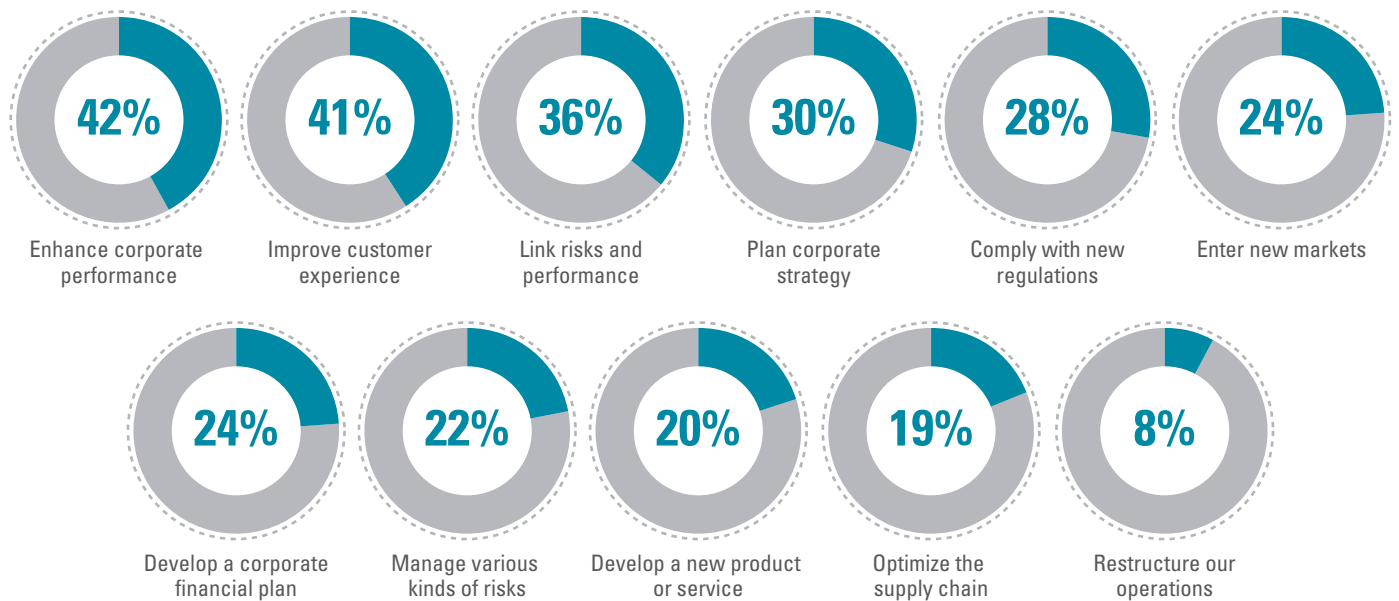 42%
41%
36%
30%
28%
24%
Enhance corporate
performance
Improve customer
experience
Link risks and
performance
Plan corporate
strategy
Comply with new
regulations
Enter new markets
24%
22%
20%
19%
8%
Develop a corporate
financial plan
Manage various
kinds of risks
Develop a new product
or service
Optimize the
supply chain
Restructure our
operations